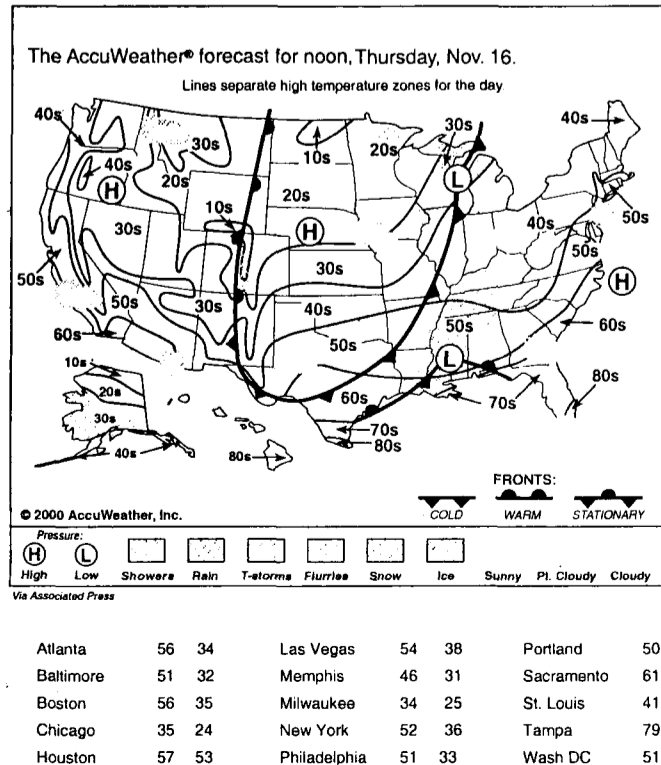 The AccuWeather® forecast for noon, Thursday, Nov. 16.
Lines separate high temperature zones for the day.
40s
30s
40s
20s
30s
10s
20s
30s
40s
H
10s
20s
L
40s
50s
30s
H
30s
H
50s
50s
30s
40s
50s
50s
60s
60s
L
10s
60s
70s
80s
20s
70s
30s
80s
40s
80s
FRONTS:
© 2000 AccuWeather, Inc.
COLD WARM STATIONARY
Pressure:
H L
High Low Showers Rain T-storms Flurries Snow Ice Sunny Pt. Cloudy Cloudy
Via Associated Press
Atlanta 56 34 Las Vegas 54 38 Portland 50
Baltimore 51 32 Memphis 46 31 Sacramento 61
Boston 56 35 Milwaukee 34 25 St. Louis 41
Chicago 35 24 New York 52 36 Tampa 79
Houston 57 53 Philadelphia 51 33 Wash DC 51